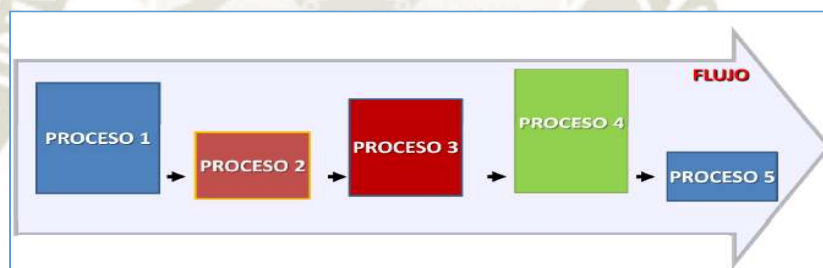 FLUJO
PROCESO 1
PROCESO 2
PROCESO 3
PROCESO 4
PROCESO 5